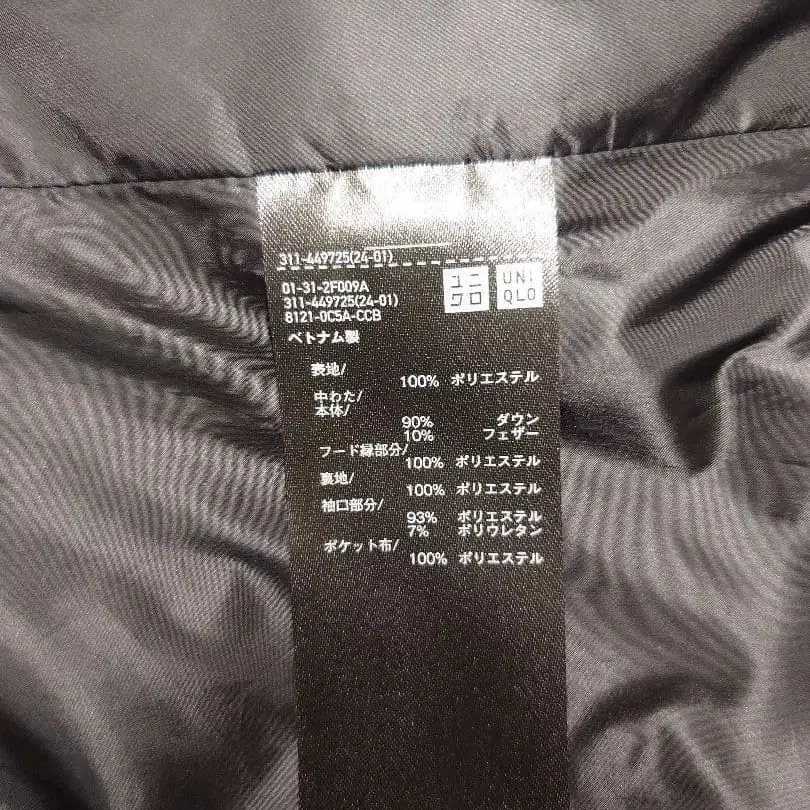 311-449725(24-01)
01-31-2F009A
311-449725(24-01)
8121-0C5A-CCB
ユニ
クロ
UNI
QLO
ベトナム製
表地/
100% ポリエステル
中わた/
本体/
90% ダウン
10% フェザー
フード縁部分/
100% ポリエステル
裏地/
100% ポリエステル
袖口部分/
93% ポリエステル
7% ポリウレタン
ポケット布/
100% ポリエステル